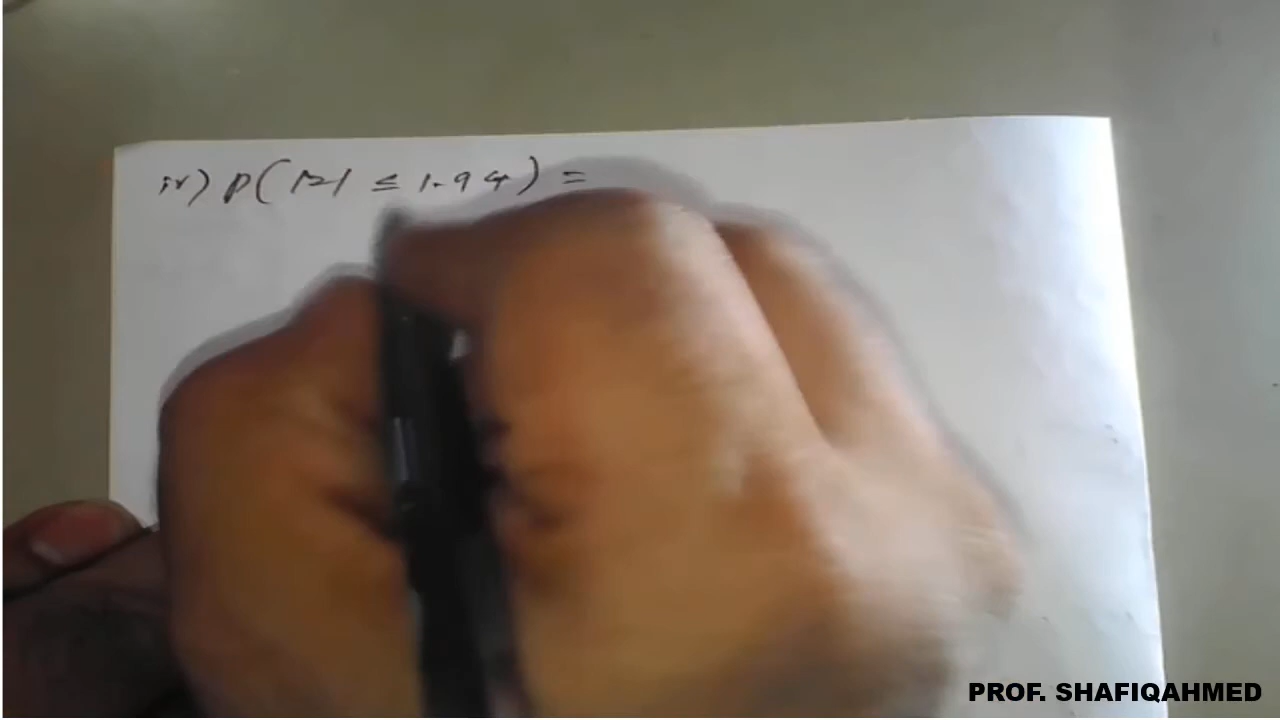 iv) P(|z| ≤ 1.94) =
PROF. SHAFIQAHMED